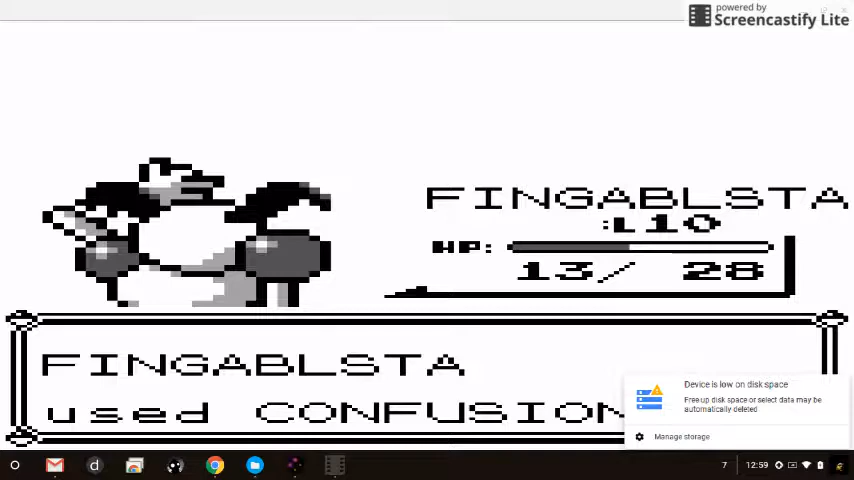 powered by
Screencastify Lite
FINGABLSTA
:L10
HP:
13/ 28
FINGABLSTA
used CONFUSION
Device is low on disk space
Free up disk space or select data may be
automatically deleted
Manage storage
7 12:59